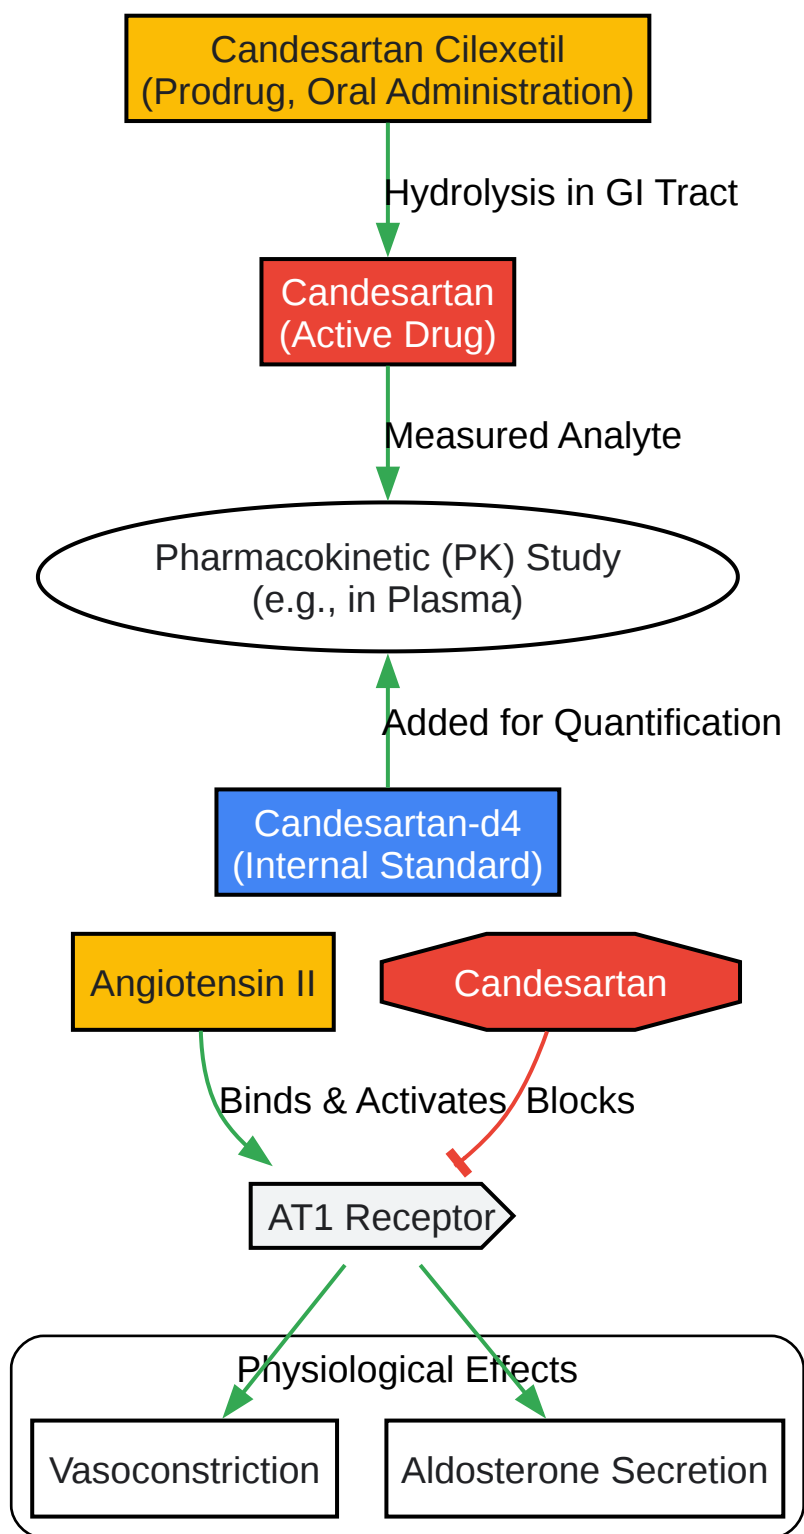 Candesartan Cilexetil
(Prodrug, Oral Administration)
Hydrolysis in GI Tract
Candesartan
(Active Drug)
Measured Analyte
Pharmacokinetic (PK) Study
(e.g., in Plasma)
Added for Quantification
Candesartan-d4
(Internal Standard)
Angiotensin II
Candesartan
Binds & Activates
Blocks
AT1 Receptor
Physiological Effects
Vasoconstriction
Aldosterone Secretion